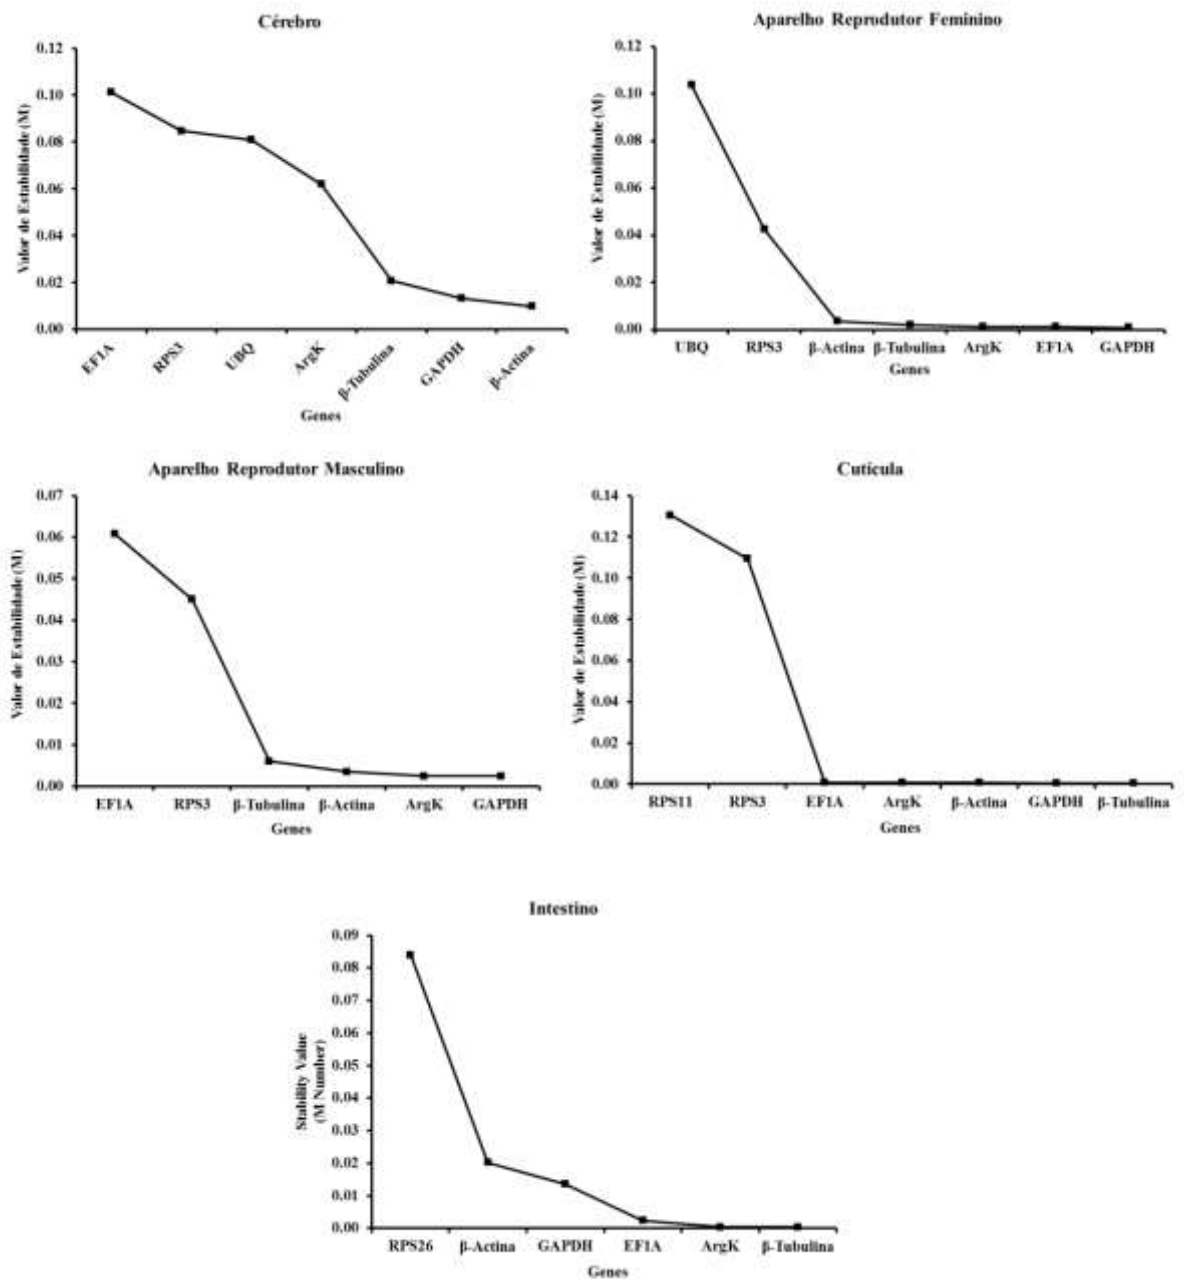 Cérebro
Valor de Estabilidade (M)
0.12
0.10
0.08
0.06
0.04
0.02
0.00
EF1A RPS3 UBQ ArgK β-Tubulina GAPDH β-Actina
Genes
Aparelho Reprodutor Feminino
Valor de Estabilidade (M)
0.12
0.10
0.08
0.06
0.04
0.02
0.00
UBQ RPS3 β-Actina β-Tubulina ArgK EF1A GAPDH
Genes
Aparelho Reprodutor Masculino
Valor de Estabilidade (M)
0.07
0.06
0.05
0.04
0.03
0.02
0.01
0.00
EF1A RPS3 β-Tubulina β-Actina ArgK GAPDH
Genes
Cutícula
Valor de Estabilidade (M)
0.14
0.12
0.10
0.08
0.06
0.04
0.02
0.00
RPS11 RPS3 EF1A ArgK β-Actina GAPDH β-Tubulina
Genes
Intestino
Stability Value
(M Number)
0.09
0.08
0.07
0.06
0.05
0.04
0.03
0.02
0.01
0.00
RPS26 β-Actina GAPDH EF1A ArgK β-Tubulina
Genes